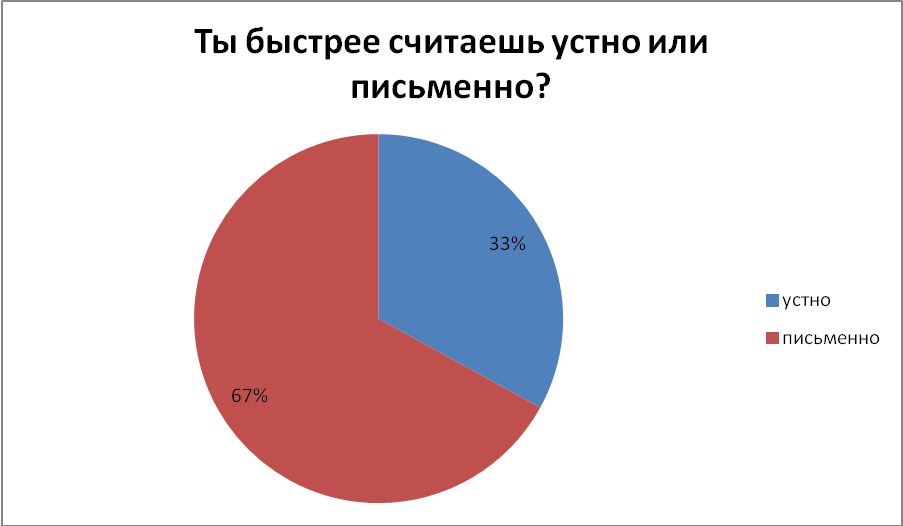 Ты быстрее считаешь устно или
письменно?
33%
67%
устно
письменно